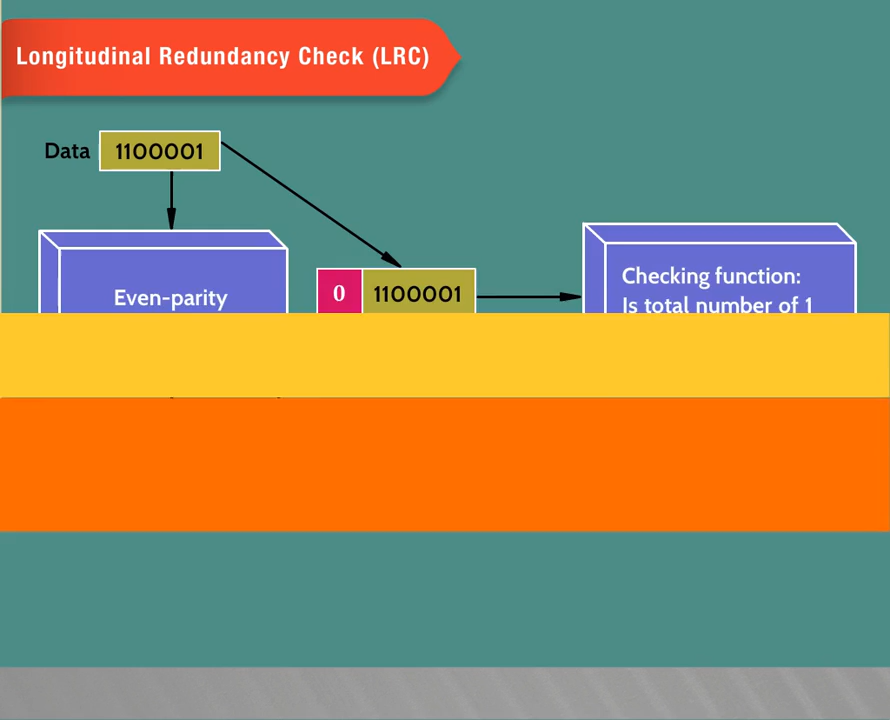 Longitudinal Redundancy Check (LRC)
Data 1100001
Even-parity
0 1100001
Checking function:
Is total number of 1